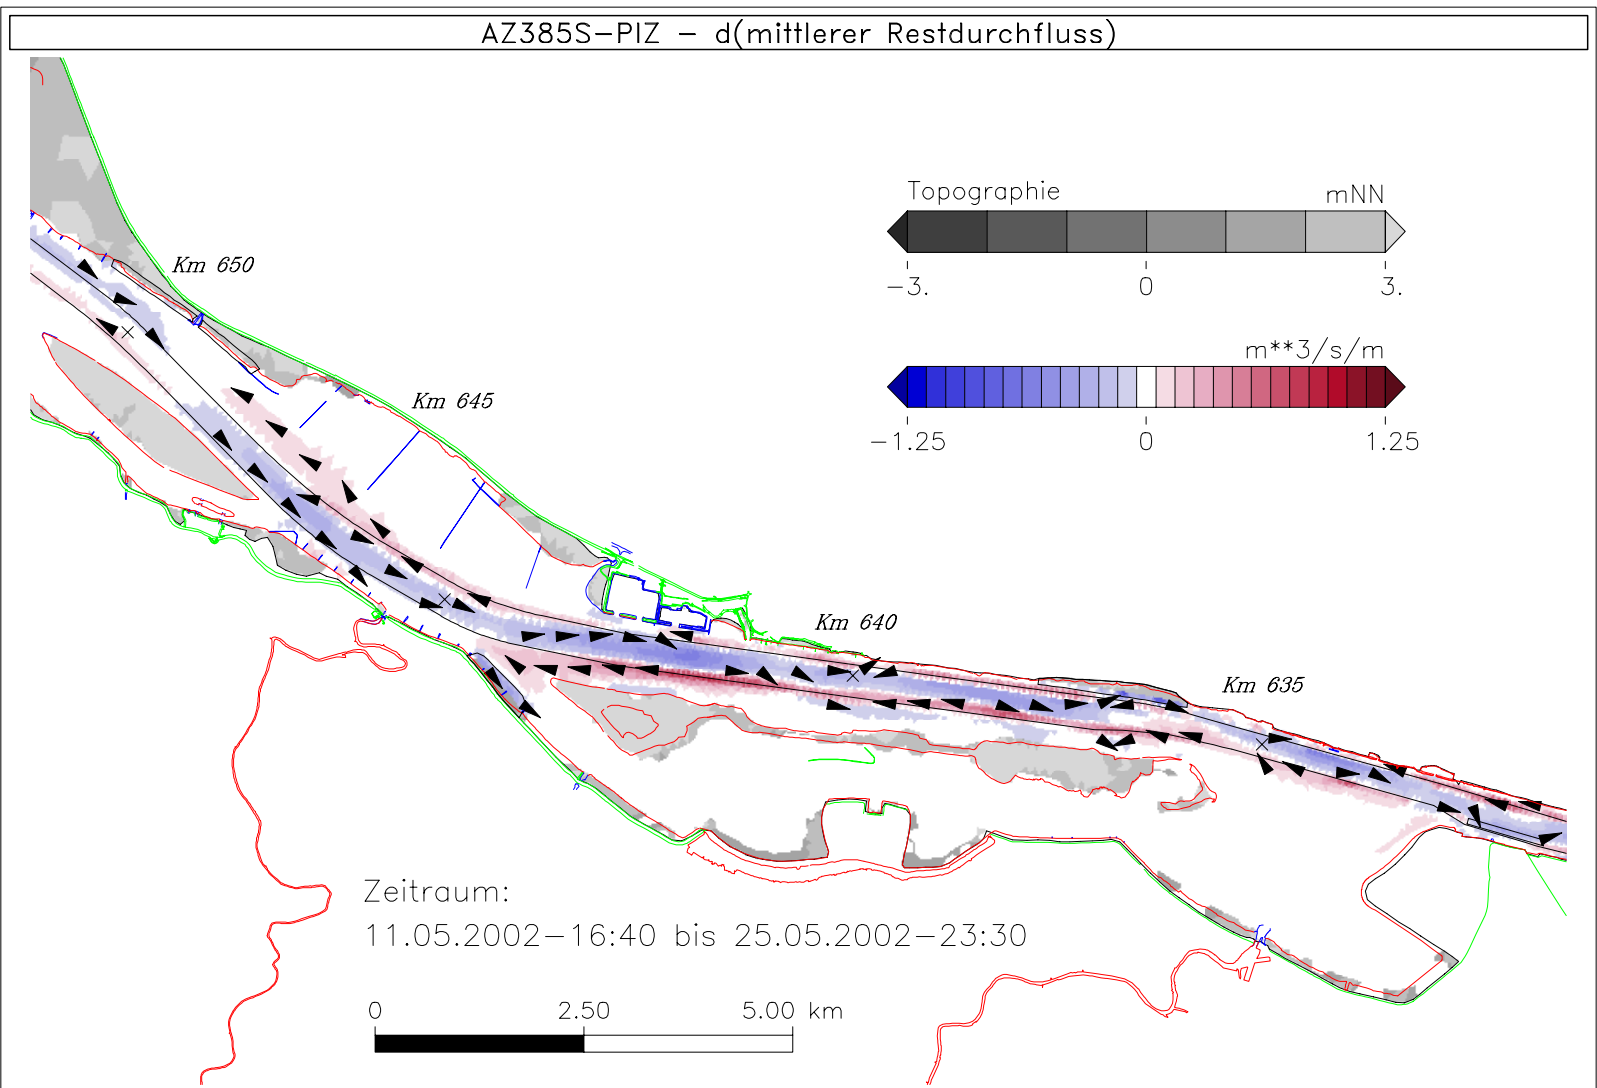 AZ385S-PIZ - d(mittlerer Restdurchfluss)
Topographie mNN
-3. 0 3.
Km 650
m**3/s/m
Km 645
-1.25 0 1.25
Km 640
Km 635
Zeitraum:
11.05.2002-16:40 bis 25.05.2002-23:30
0 2.50 5.00 km